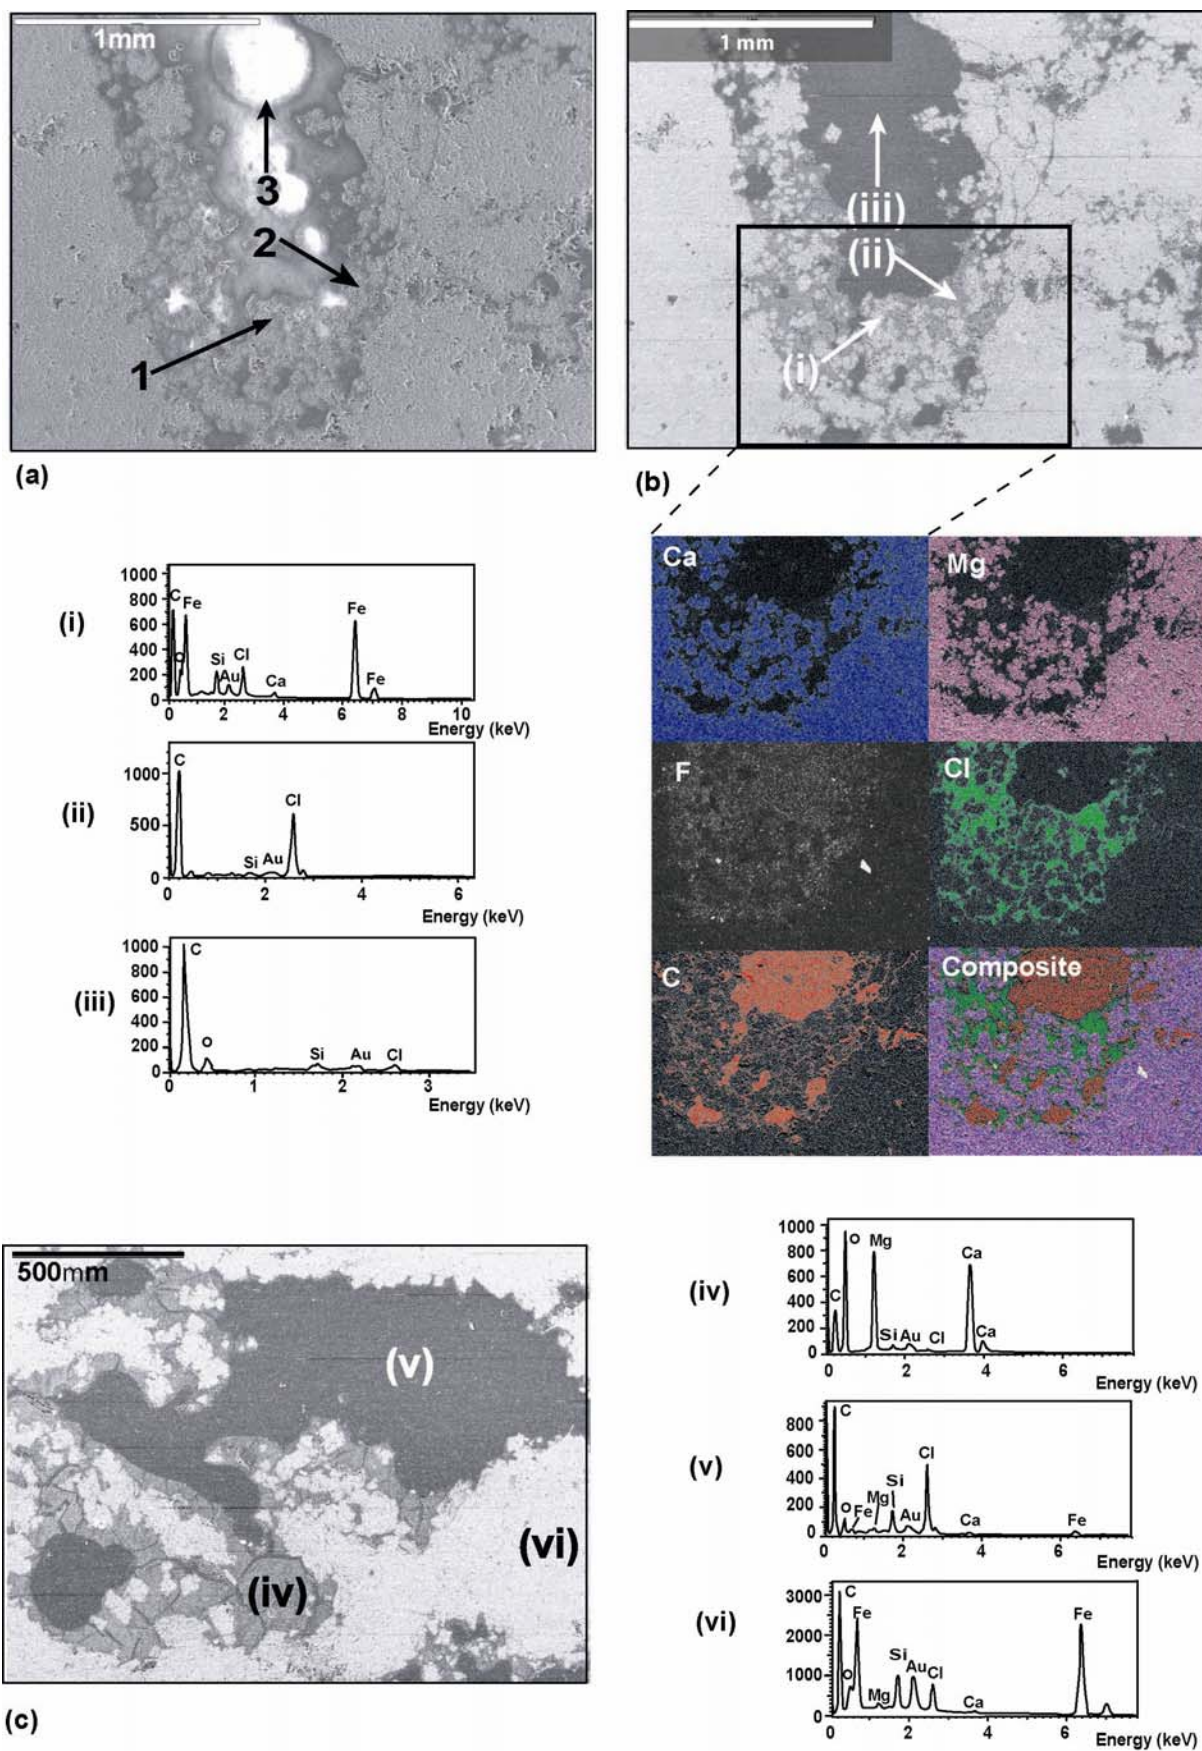 1mm
1 mm
3
2
1
(iii)
(ii)
(i)
(a)
(b)
Ca
Mg
F
Cl
C
Composite
(i)
1000
800
600
400
200
0
C
Fe
O
Si
Au
Cl
Ca
Fe
Fe
0 2 4 6 8 10
Energy (keV)
(ii)
1000
500
0
C
Si
Au
Cl
0 2 4 6
Energy (keV)
(iii)
1000
800
600
400
200
0
C
O
Si
Au
Cl
0 1 2 3
Energy (keV)
500mm
(v)
(vi)
(iv)
(c)
(iv)
1000
800
600
400
200
0
C
O
Mg
Si
Au
Cl
Ca
Ca
0 2 4 6
Energy (keV)
(v)
800
600
400
200
0
C
O
Fe
Mg
Si
Au
Cl
Ca
Fe
0 2 4 6
Energy (keV)
(vi)
3000
2000
1000
0
C
Fe
O
Mg
Si
Au
Cl
Ca
Fe
0 2 4 6
Energy (keV)